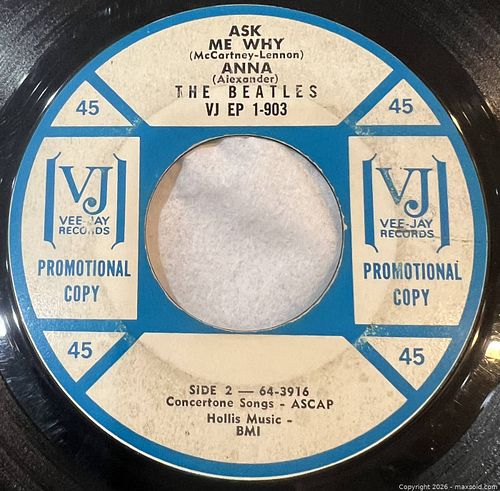 ASK
ME WHY
(McCartney-Lennon)
ANNA
(Alexander)
THE BEATLES
VJ EP 1-903
45
45
VJ
VEE-JAY
RECORDS
PROMOTIONAL
COPY
VJ
VEE-JAY
RECORDS
PROMOTIONAL
COPY
45
45
SIDE 2 — 64-3916
Concertone Songs - ASCAP
Hollis Music -
BMI
Copyright 2026 - maxsold.com